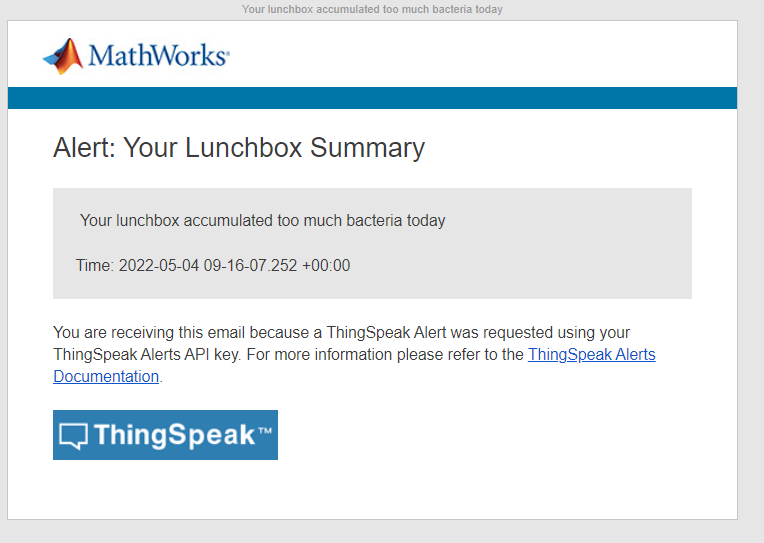 Your lunchbox accumulated too much bacteria today
MathWorks®
Alert: Your Lunchbox Summary
Your lunchbox accumulated too much bacteria today
Time: 2022-05-04 09-16-07.252 +00:00
You are receiving this email because a ThingSpeak Alert was requested using your
ThingSpeak Alerts API key. For more information please refer to the ThingSpeak Alerts
Documentation.
ThingSpeak™